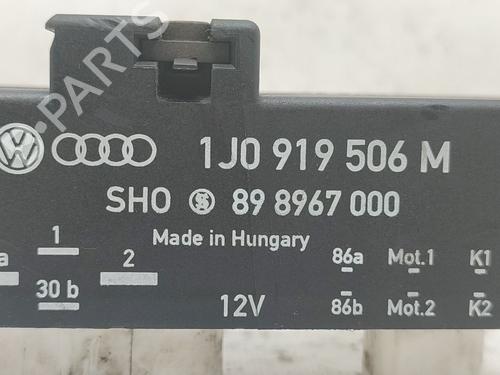 PARTS
1J0 919 506 M
SHO 89 8967 000
Made in Hungary
a 1 2 86a Mot.1 K1
30 b 12V 86b Mot.2 K2